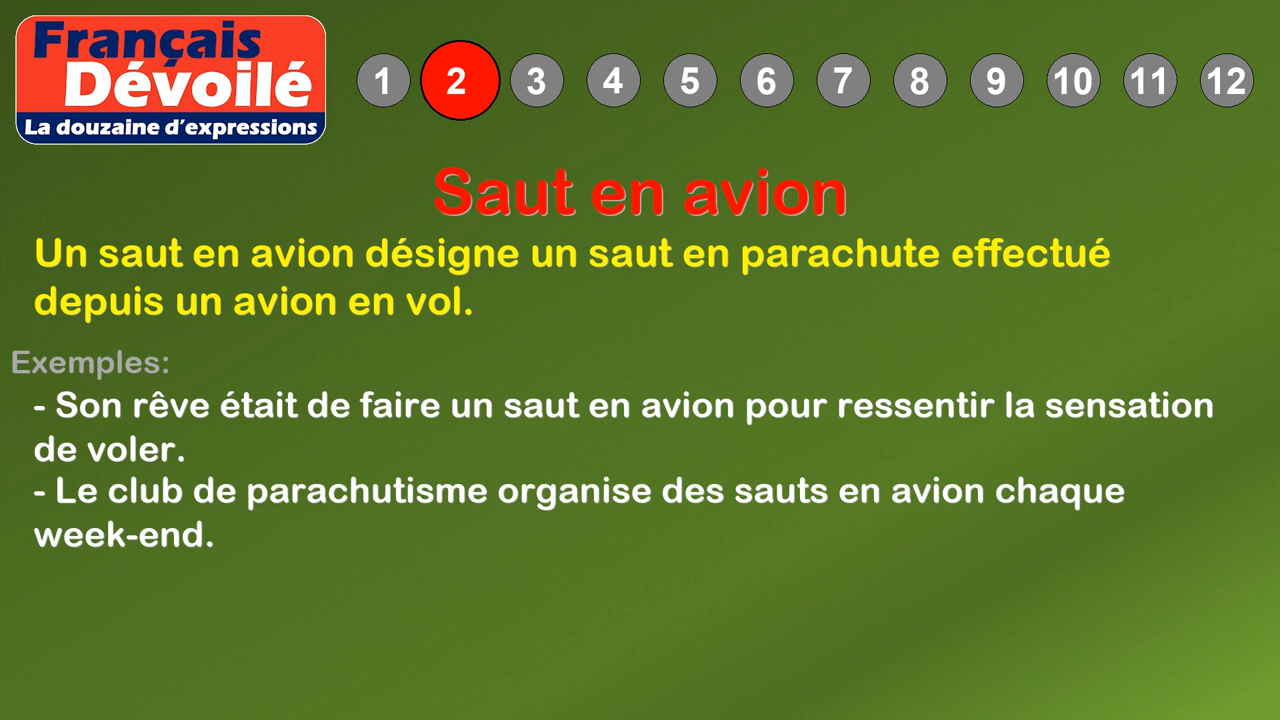 Français
Dévoilé
La douzaine d'expressions
1 2 3 4 5 6 7 8 9 10 11 12
Saut en avion
Un saut en avion désigne un saut en parachute effectué
depuis un avion en vol.
Exemples:
- Son rêve était de faire un saut en avion pour ressentir la sensation
de voler.
- Le club de parachutisme organise des sauts en avion chaque
week-end.